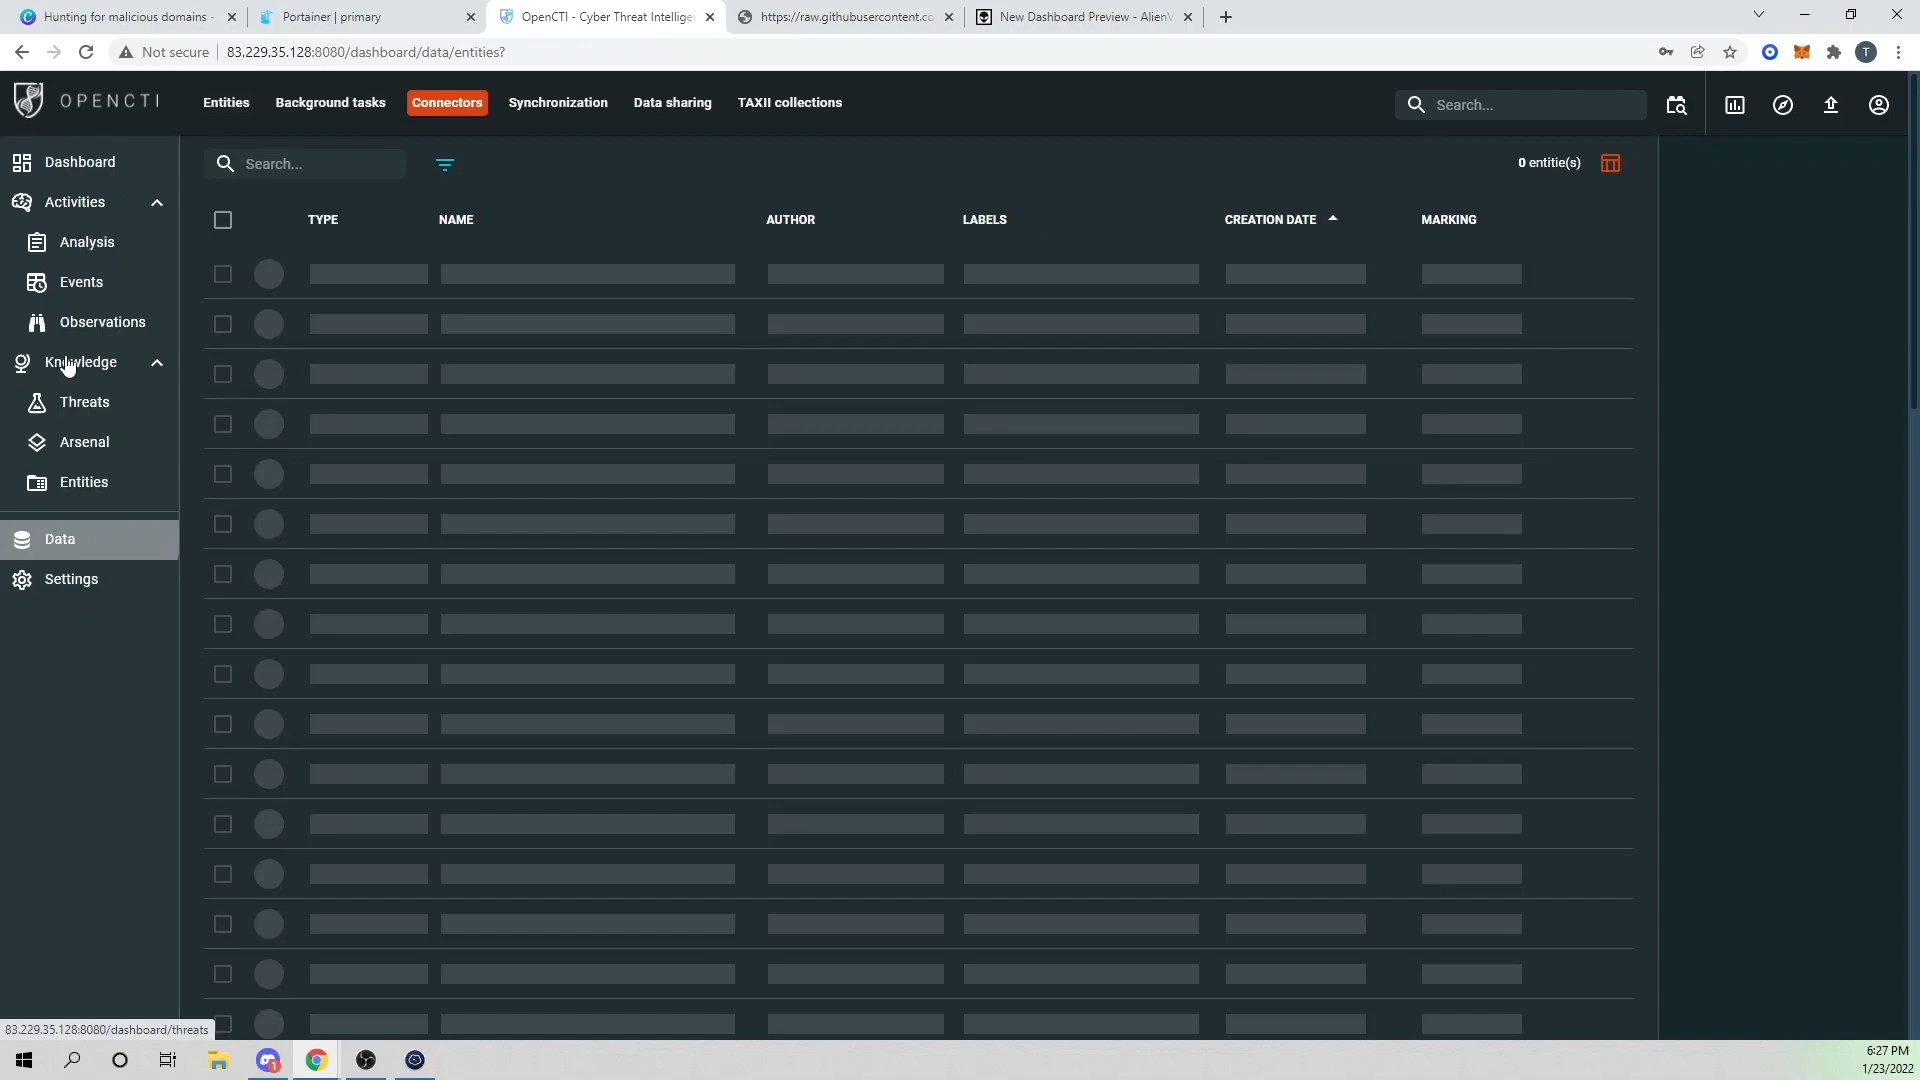 Hunting for malicious domains -
Portainer | primary
OpenCTI - Cyber Threat Intelliger
https://raw.githubusercontent.co
New Dashboard Preview - AlienV
Not secure
83.229.35.128:8080/dashboard/data/entities?
T
OPENCTI
Entities
Background tasks
Connectors
Synchronization
Data sharing
TAXII collections
Search...
Dashboard
Activities
Analysis
Events
Observations
Knowledge
Threats
Arsenal
Entities
Data
Settings
Search...
0 entitie(s)
TYPE
NAME
AUTHOR
LABELS
CREATION DATE
MARKING
83.229.35.128:8080/dashboard/threats
1
6:27 PM
1/23/2022